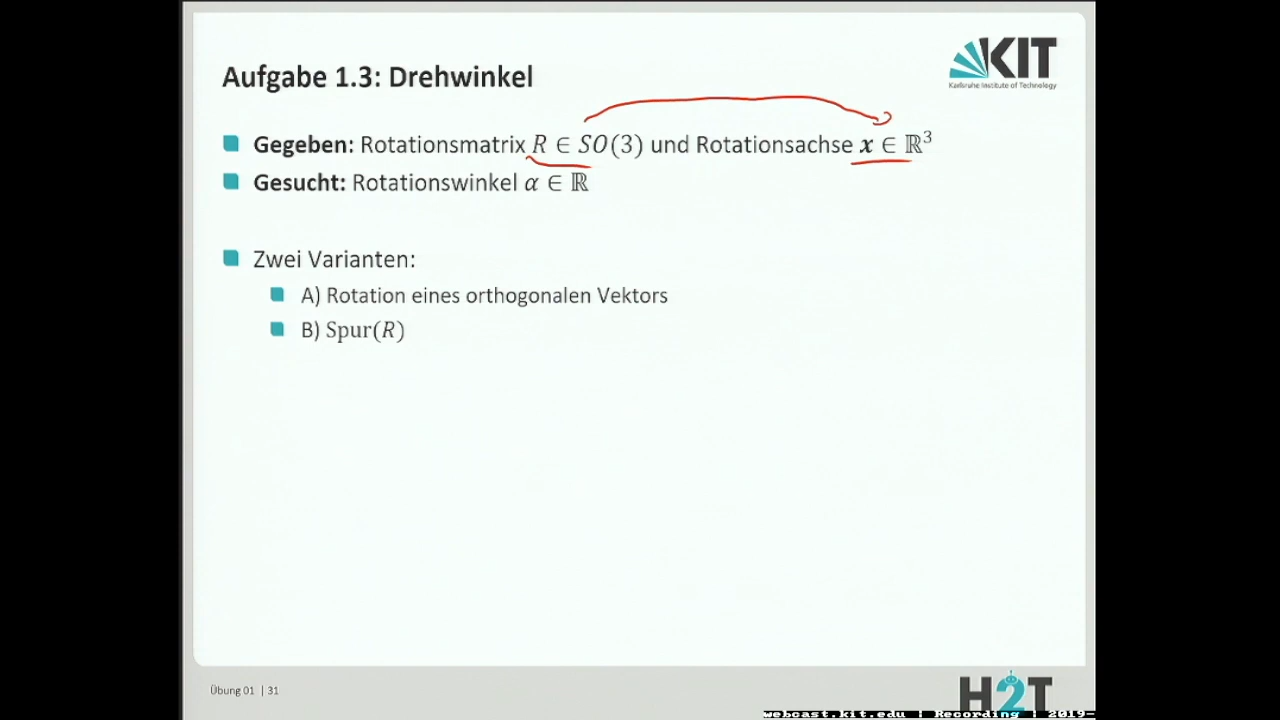 Aufgabe 1.3: Drehwinkel
KIT
Karlsruhe Institute of Technology
Gegeben: Rotationsmatrix R ∈ SO(3) und Rotationsachse x ∈ ℝ³
Gesucht: Rotationswinkel α ∈ ℝ
Zwei Varianten:
A) Rotation eines orthogonalen Vektors
B) Spur(R)
Übung 01 | 31
H2T
webcast.kit.edu | Recording | 2019-